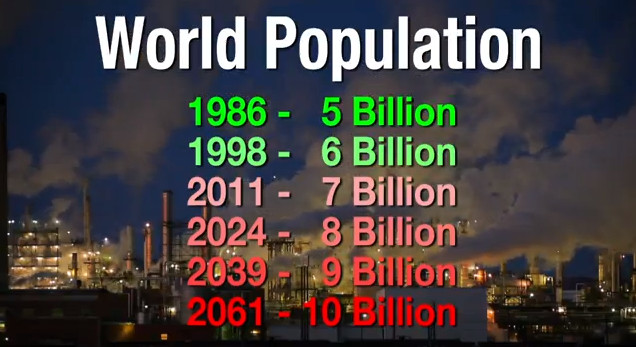 World Population
1986 - 5 Billion
1998 - 6 Billion
2011 - 7 Billion
2024 - 8 Billion
2039 - 9 Billion
2061 - 10 Billion